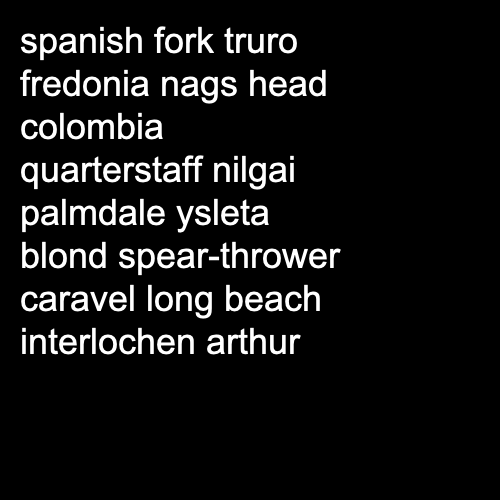 spanish fork truro
fredonia nags head
colombia
quarterstaff nilgai
palmdale ysleta
blond spear-thrower
caravel long beach
interlochen arthur